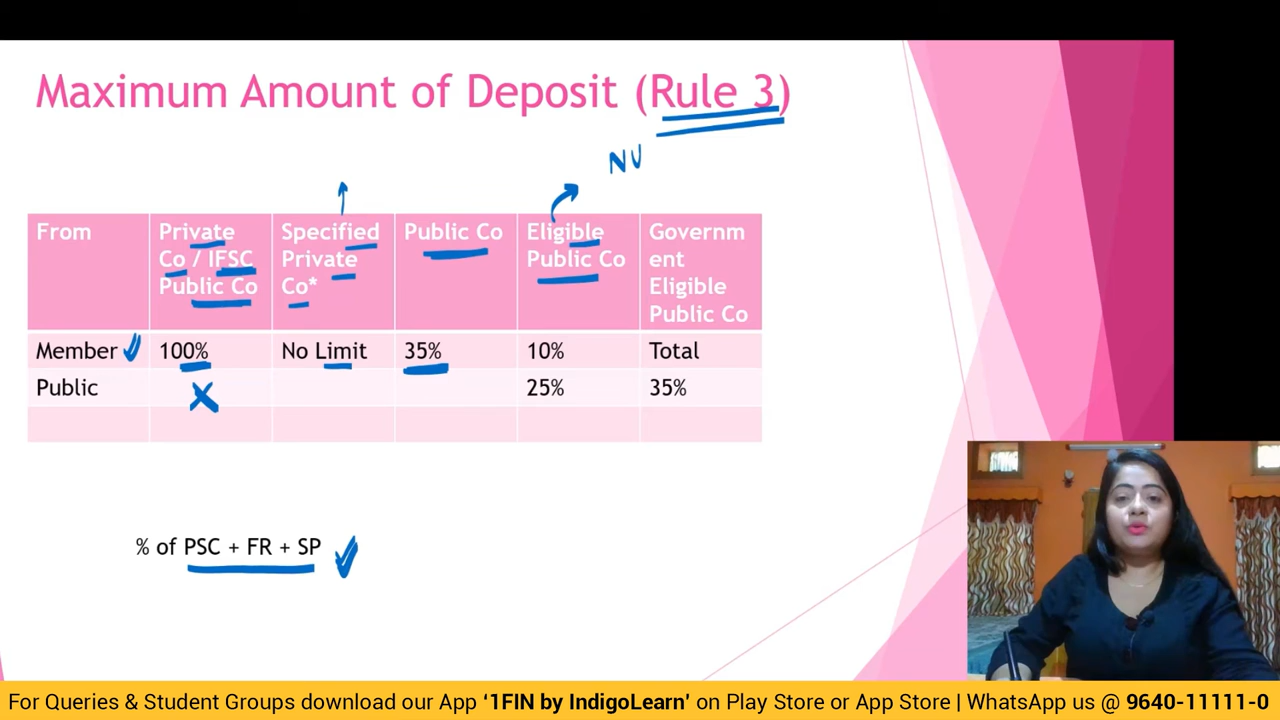 Maximum Amount of Deposit (Rule 3)
NU
From
Private
Co / IFSC
Public Co
Specified
Private
Co*
Public Co
Eligible
Public Co
Governm
ent
Eligible
Public Co
Member
100%
No Limit
35%
10%
Total
Public
25%
35%
% of PSC + FR + SP
For Queries & Student Groups download our App ‘1FIN by IndigoLearn’ on Play Store or App Store | WhatsApp us @ 9640-11111-0